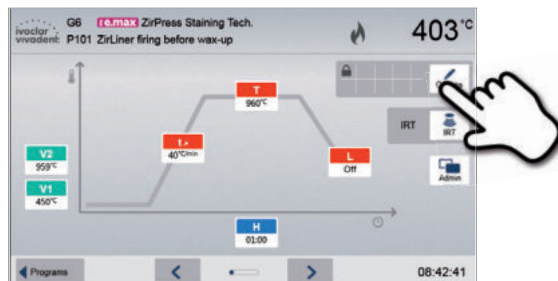 ivoclar vivadent: G6 IPS e.max ZirPress Staining Tech.
P101 ZirLiner firing before wax-up
403°C
T
960°C
t↗
40°C/min
IRT
IRT
V2
959°C
L
Off
Admin
V1
450°C
H
01:00
Programs
08:42:41